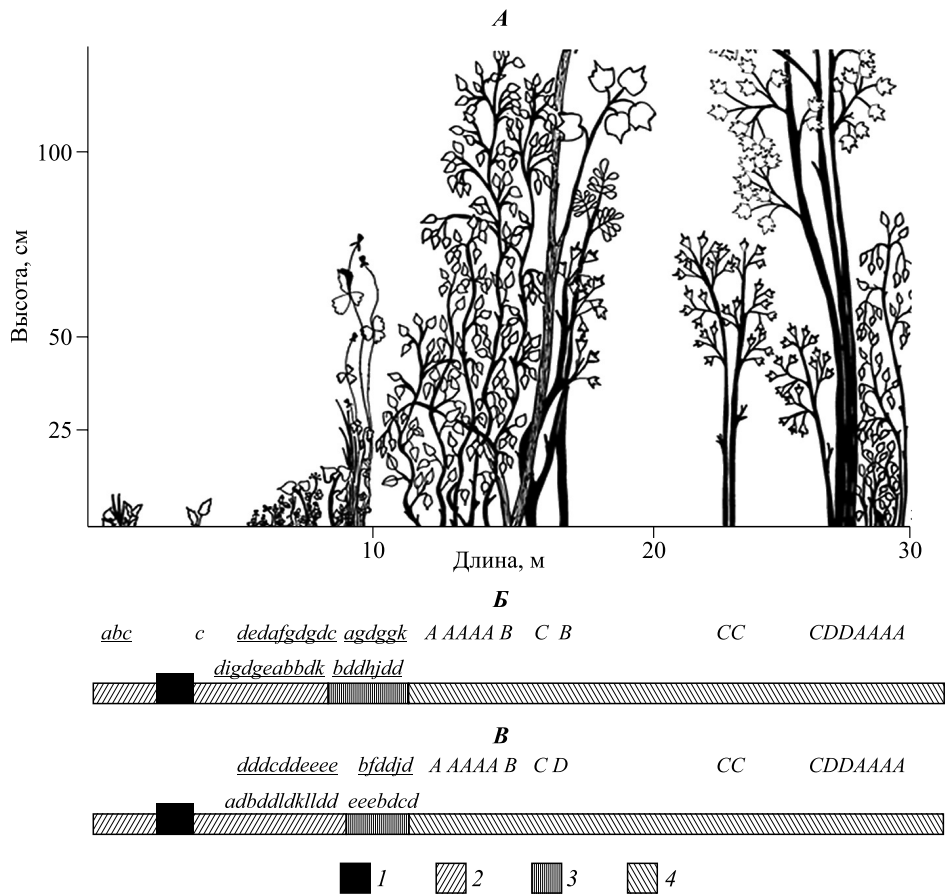 А
100
50
25
Высота, см
10
20
30
Длина, м
Б
abc c dedafgdgdc agdggk A AAAA B C B CC CDDAAAA
digdgeabbdk bddhjdd
В
dddcddeeee bfddjd A AAAA B C D CC CDDAAAA
adbddldklldd eeebdcd
1 2 3 4